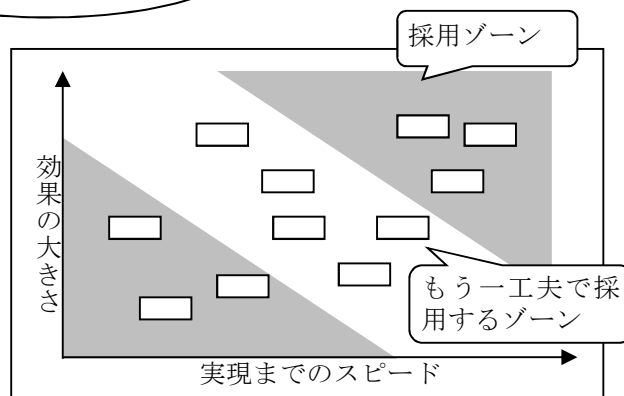 採用ゾーン
効果の大きさ
もう一工夫で採
用するゾーン
実現までのスピード